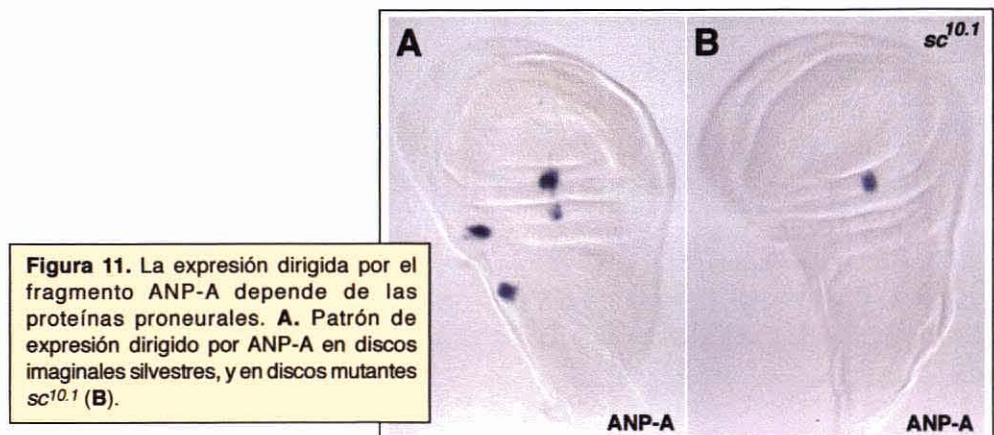 A
B
sc10.1
ANP-A
ANP-A
Figura 11. La expresión dirigida por el
fragmento ANP-A depende de las
proteínas proneurales. A. Patrón de
expresión dirigido por ANP-A en discos
imaginales silvestres, y en discos mutantes
sc10.1 (B).